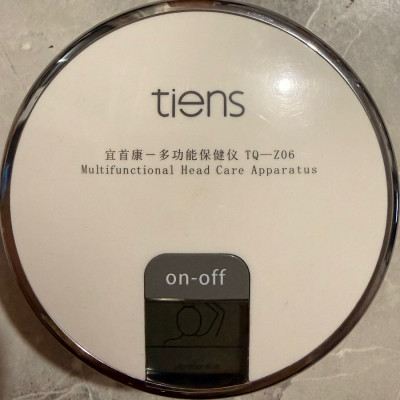 tiens
宜首康－多功能保健仪 TQ—Z06
Multifunctional Head Care Apparatus
on-off